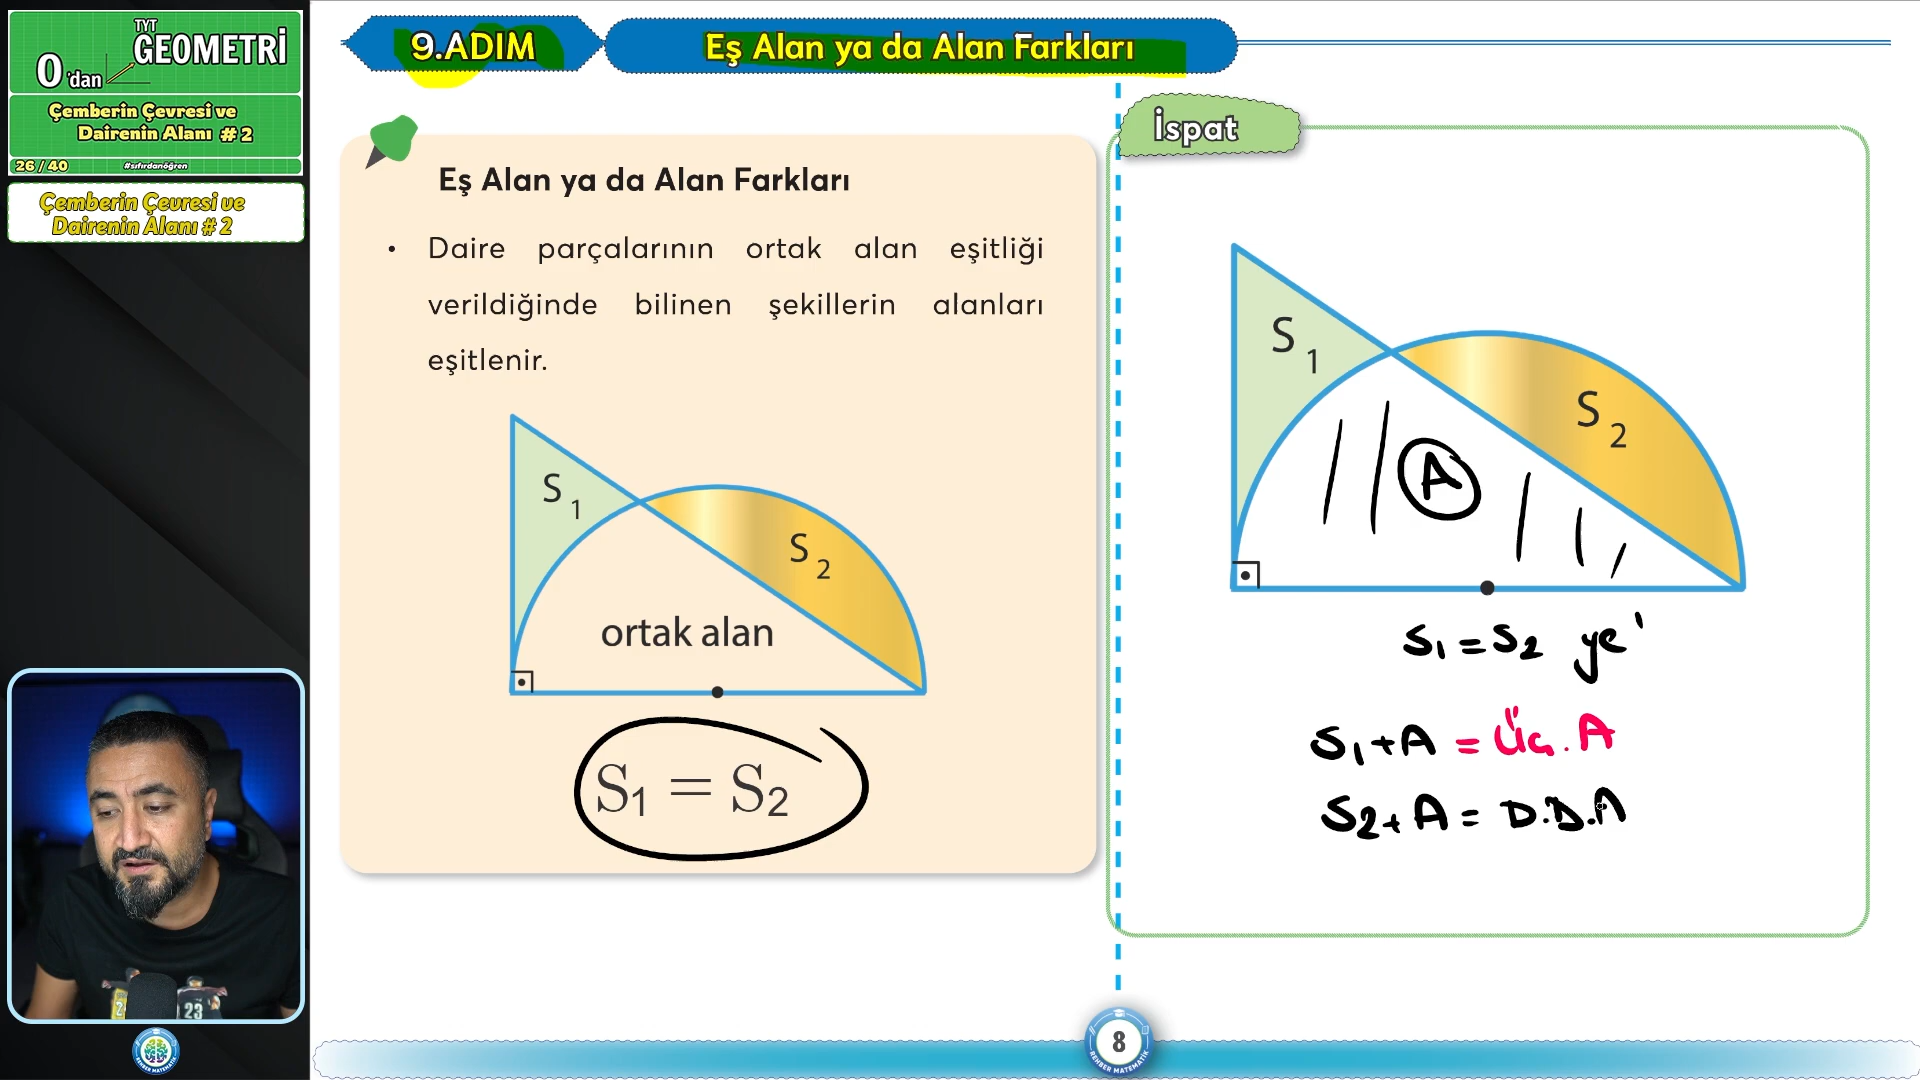 TYT
0'dan GEOMETRİ
Çemberin Çevresi ve
Dairenin Alanı # 2
26 / 40 #sıfırdanöğren
Çemberin Çevresi ve
Dairenin Alanı # 2
9.ADIM
Eş Alan ya da Alan Farkları
Eş Alan ya da Alan Farkları
• Daire parçalarının ortak alan eşitliği
verildiğinde bilinen şekillerin alanları
eşitlenir.
S1
S2
ortak alan
S1 = S2
İspat
S1
S2
A
S1 = S2 ye'
S1+A = Üç.A
S2+A = D.D.A
23
8
REHBER MATEMATİK